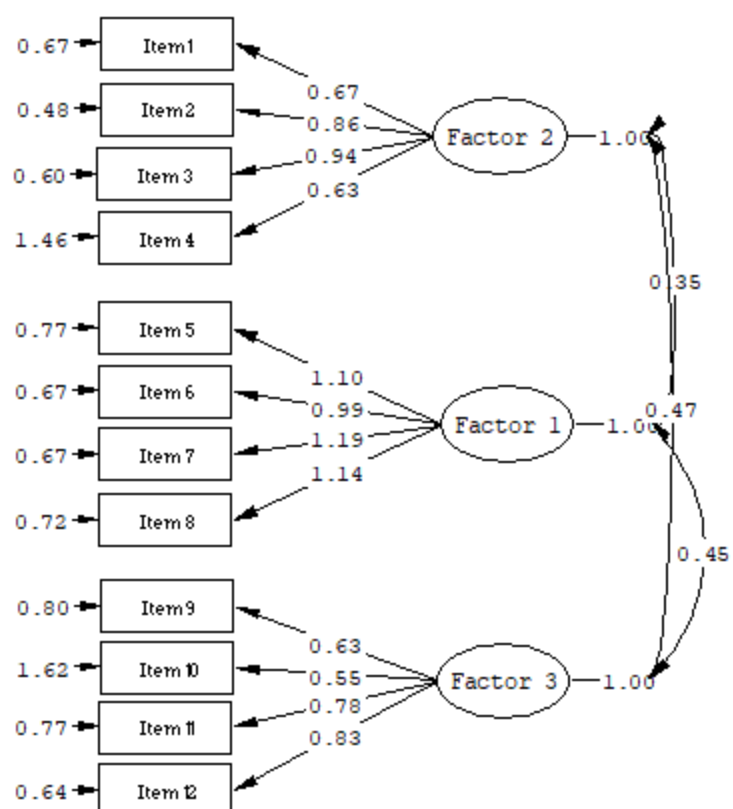 0.67 Item 1
0.67
0.48 Item 2
0.86
Factor 2 1.00
0.94
0.60 Item 3
0.63
1.46 Item 4
0.35
0.77 Item 5
1.10
0.67 Item 6
0.99
0.47
Factor 1 1.00
1.19
0.67 Item 7
1.14
0.72 Item 8
0.45
0.80 Item 9
0.63
1.62 Item 10
0.55
Factor 3 1.00
0.78
0.77 Item 11
0.83
0.64 Item 12